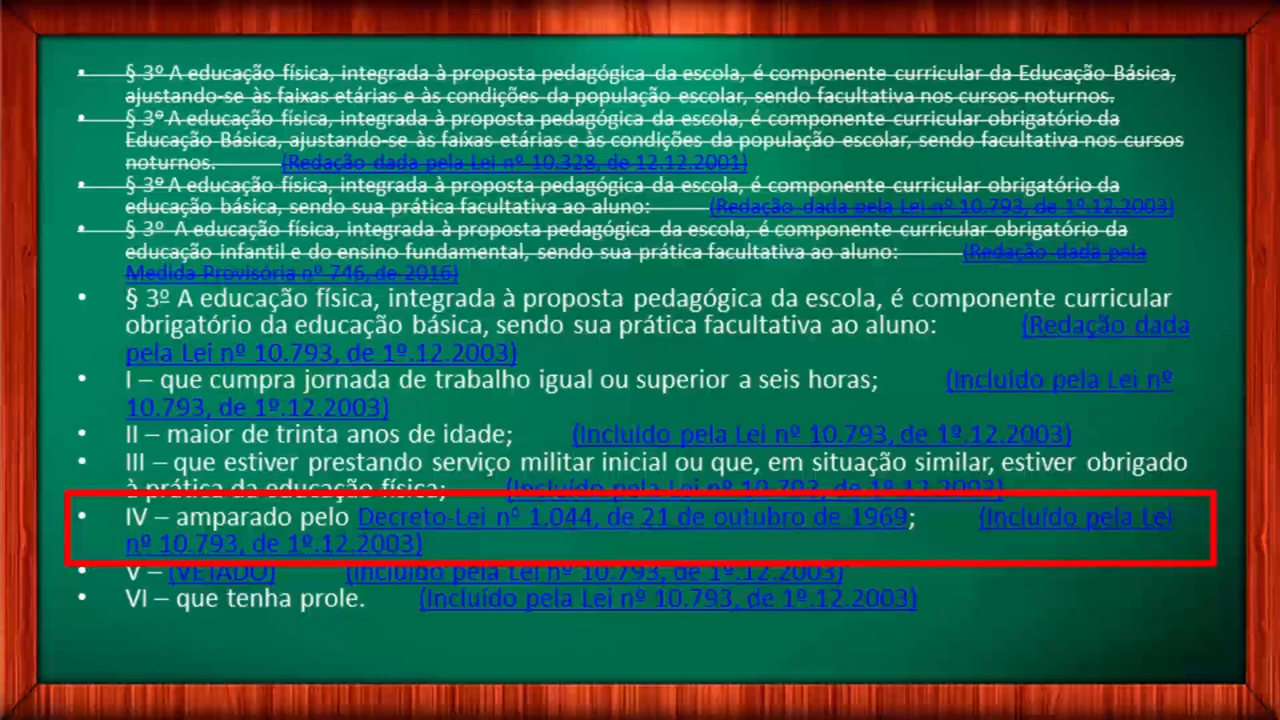 • § 3º A educação física, integrada à proposta pedagógica da escola, é componente curricular da Educação Básica,
ajustando-se às faixas etárias e às condições da população escolar, sendo facultativa nos cursos noturnos.
• § 3º A educação física, integrada à proposta pedagógica da escola, é componente curricular obrigatório da
Educação Básica, ajustando-se às faixas etárias e às condições da população escolar, sendo facultativa nos cursos
noturnos. (Redação dada pela Lei nº 10.328, de 12.12.2001)
• § 3º A educação física, integrada à proposta pedagógica da escola, é componente curricular obrigatório da
educação básica, sendo sua prática facultativa ao aluno: (Redação dada pela Lei nº 10.793, de 1º.12.2003)
• § 3º A educação física, integrada à proposta pedagógica da escola, é componente curricular obrigatório da
educação infantil e do ensino fundamental, sendo sua prática facultativa ao aluno: (Redação dada pela
Medida Provisória nº 746, de 2016)
• § 3º A educação física, integrada à proposta pedagógica da escola, é componente curricular
obrigatório da educação básica, sendo sua prática facultativa ao aluno: (Redação dada
pela Lei nº 10.793, de 1º.12.2003)
• I – que cumpra jornada de trabalho igual ou superior a seis horas; (Incluído pela Lei nº
10.793, de 1º.12.2003)
• II – maior de trinta anos de idade; (Incluído pela Lei nº 10.793, de 1º.12.2003)
• III – que estiver prestando serviço militar inicial ou que, em situação similar, estiver obrigado
à prática da educação física; (Incluído pela Lei nº 10.793, de 1º.12.2003)
• IV – amparado pelo Decreto-Lei nº 1.044, de 21 de outubro de 1969; (Incluído pela Lei
nº 10.793, de 1º.12.2003)
• V – (VETADO) (Incluído pela Lei nº 10.793, de 1º.12.2003)
• VI – que tenha prole. (Incluído pela Lei nº 10.793, de 1º.12.2003)